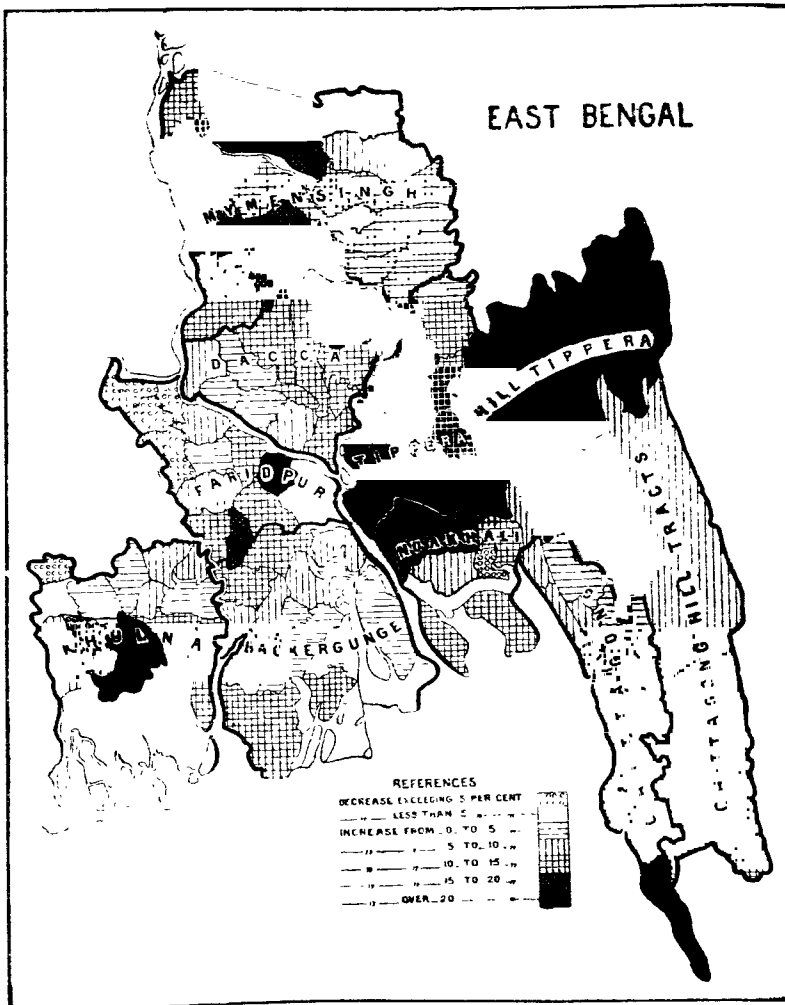 EAST BENGAL
MYMENSINGH
DACCA
HILL TIPPERA
TIPPERA
FARIDPUR
NOAKHALI
KHULNA
BACKERGUNGE
CHITTAGONG
CHITTAGONG HILL TRACTS
REFERENCES
DECREASE EXCEEDING 5 PER CENT
„ LESS THAN 5 „ „
INCREASE FROM 0 TO 5 „
„ „ 5 TO 10 „
„ „ 10 TO 15 „
„ „ 15 TO 20 „
„ OVER 20 „